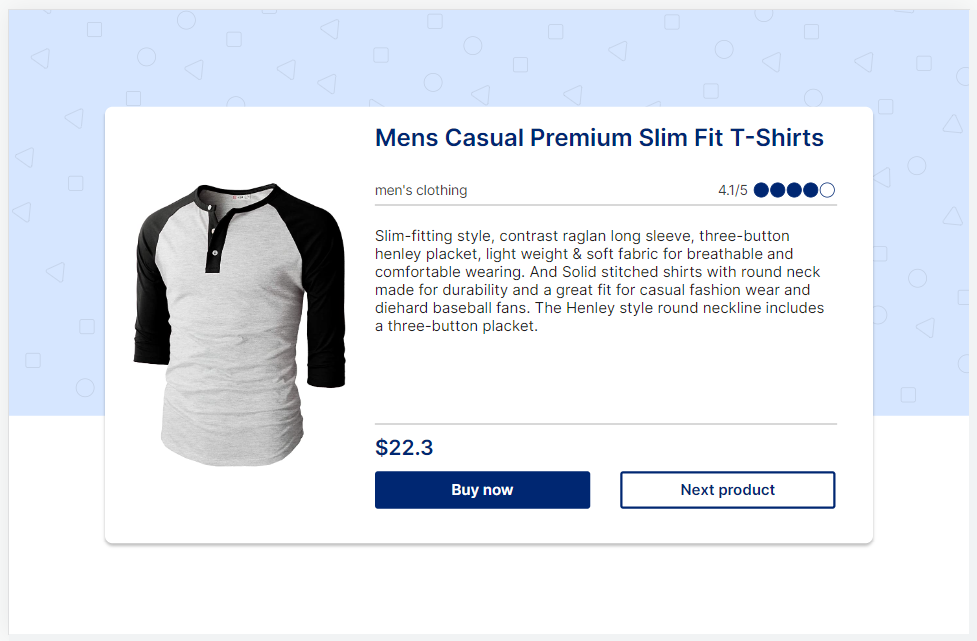 Mens Casual Premium Slim Fit T-Shirts
men's clothing
4.1/5
Slim-fitting style, contrast raglan long sleeve, three-button
henley placket, light weight & soft fabric for breathable and
comfortable wearing. And Solid stitched shirts with round neck
made for durability and a great fit for casual fashion wear and
diehard baseball fans. The Henley style round neckline includes
a three-button placket.
$22.3
Buy now
Next product